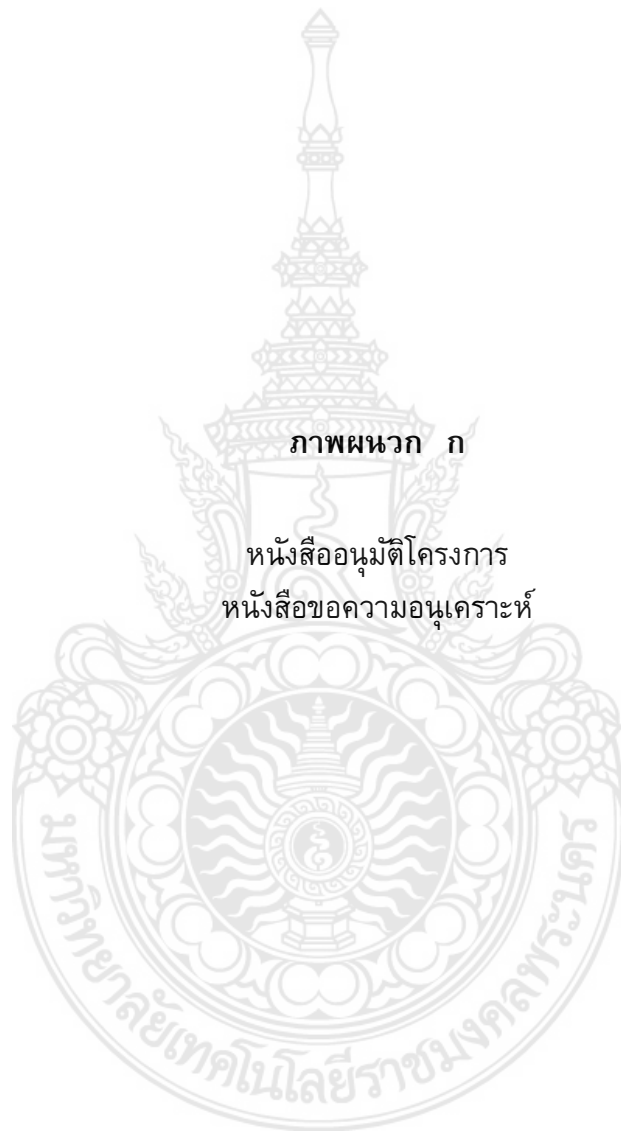 ภาพผนวก ก
หนังสืออนุมัติโครงการ
หนังสือขอความอนุเคราะห์
มหาวิทยาลัยเทคโนโลยีราชมงคลพระนคร